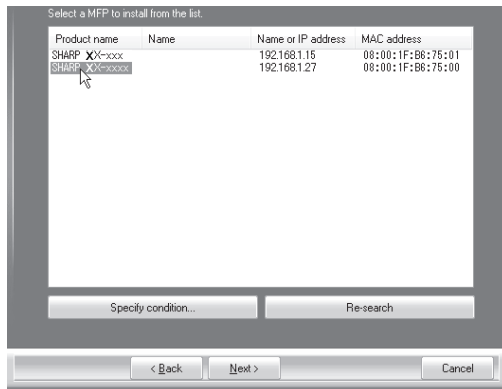 Select a MFP to install from the list.
Product name Name Name or IP address MAC address
SHARP XX-xxx 192.168.1.15 08:00:1F:B6:75:01
SHARP XX-xxxx 192.168.1.27 08:00:1F:B6:75:00
Specify condition... Re-search
< Back Next > Cancel